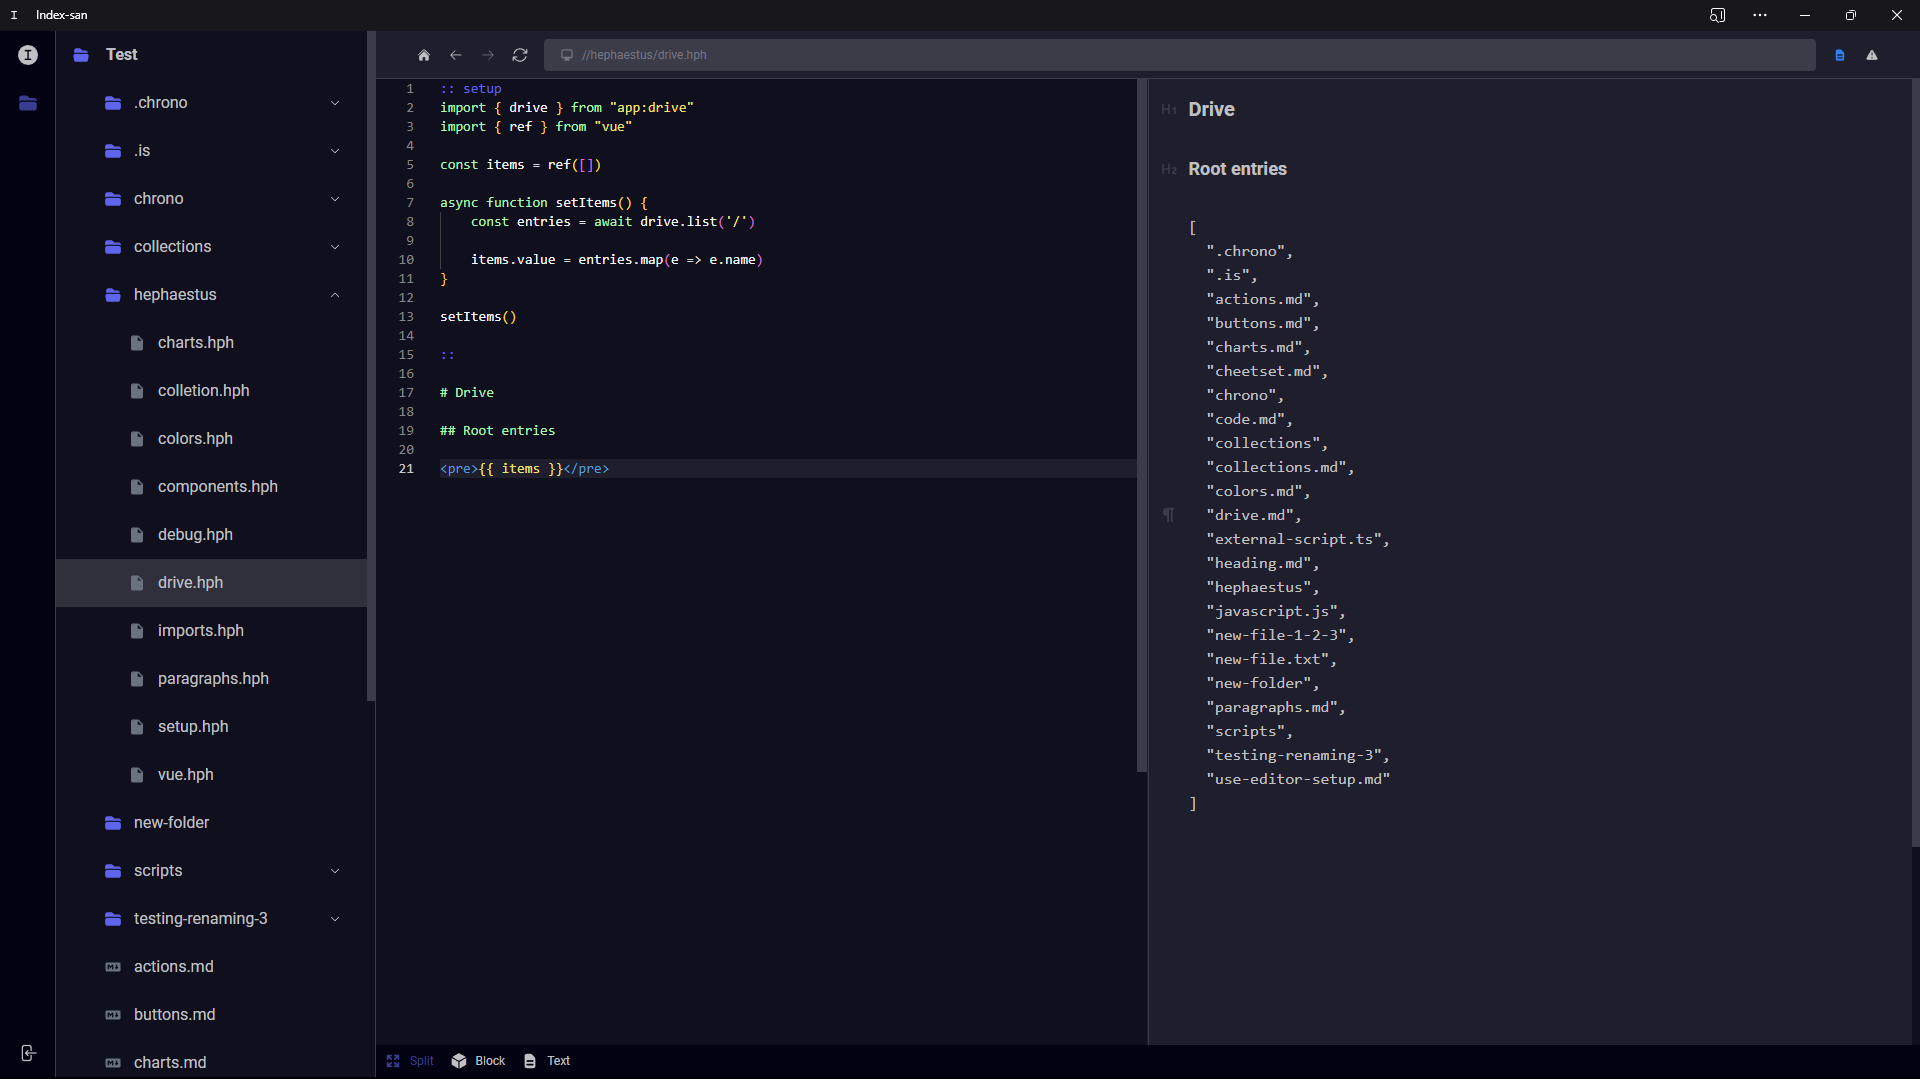 I Index-san
I
Test
.chrono
.is
chrono
collections
hephaestus
charts.hph
colletion.hph
colors.hph
components.hph
debug.hph
drive.hph
imports.hph
paragraphs.hph
setup.hph
vue.hph
new-folder
scripts
testing-renaming-3
actions.md
buttons.md
charts.md
//hephaestus/drive.hph
1 :: setup
2 import { drive } from "app:drive"
3 import { ref } from "vue"
4
5 const items = ref([])
6
7 async function setItems() {
8 const entries = await drive.list('/')
9
10 items.value = entries.map(e => e.name)
11 }
12
13 setItems()
14
15 ::
16
17 # Drive
18
19 ## Root entries
20
21 <pre>{{ items }}</pre>
Split Block Text
H1 Drive
H2 Root entries
[
".chrono",
".is",
"actions.md",
"buttons.md",
"charts.md",
"cheetset.md",
"chrono",
"code.md",
"collections",
"collections.md",
"colors.md",
¶ "drive.md",
"external-script.ts",
"heading.md",
"hephaestus",
"javascript.js",
"new-file-1-2-3",
"new-file.txt",
"new-folder",
"paragraphs.md",
"scripts",
"testing-renaming-3",
"use-editor-setup.md"
]